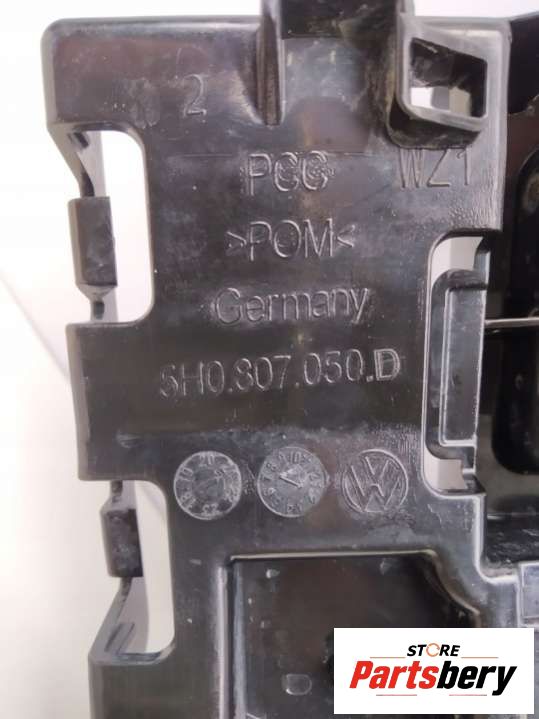 2
PCC WZ1
>POM<
Germany
5H0.807.050.D
STORE
Partsbery